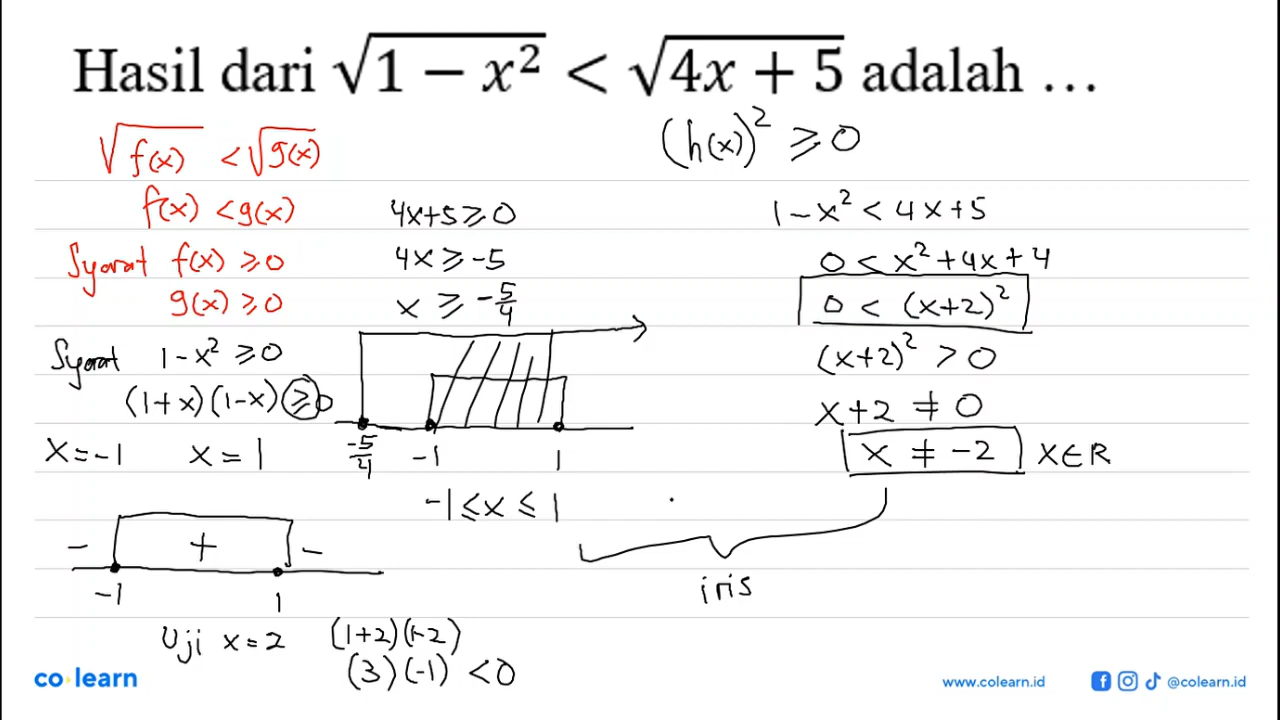 Hasil dari √(1 − x²) < √(4x + 5) adalah ...
√f(x) < √g(x)
f(x) < g(x)
Syarat f(x) ≥ 0
g(x) ≥ 0
Syarat 1 − x² ≥ 0
(1+x)(1−x) ≥ 0
x = −1 x = 1
− + −
−1 1
Uji x = 2 (1+2)(1−2)
(3)(−1) < 0
4x+5 ≥ 0
4x ≥ −5
x ≥ −5/4
−5/4 −1 1
−1 ≤ x ≤ 1
(h(x))² ≥ 0
1 − x² < 4x + 5
0 < x² + 4x + 4
0 < (x+2)²
(x+2)² > 0
x + 2 ≠ 0
x ≠ −2 x ∈ R
iris
co learn
www.colearn.id @colearn.id